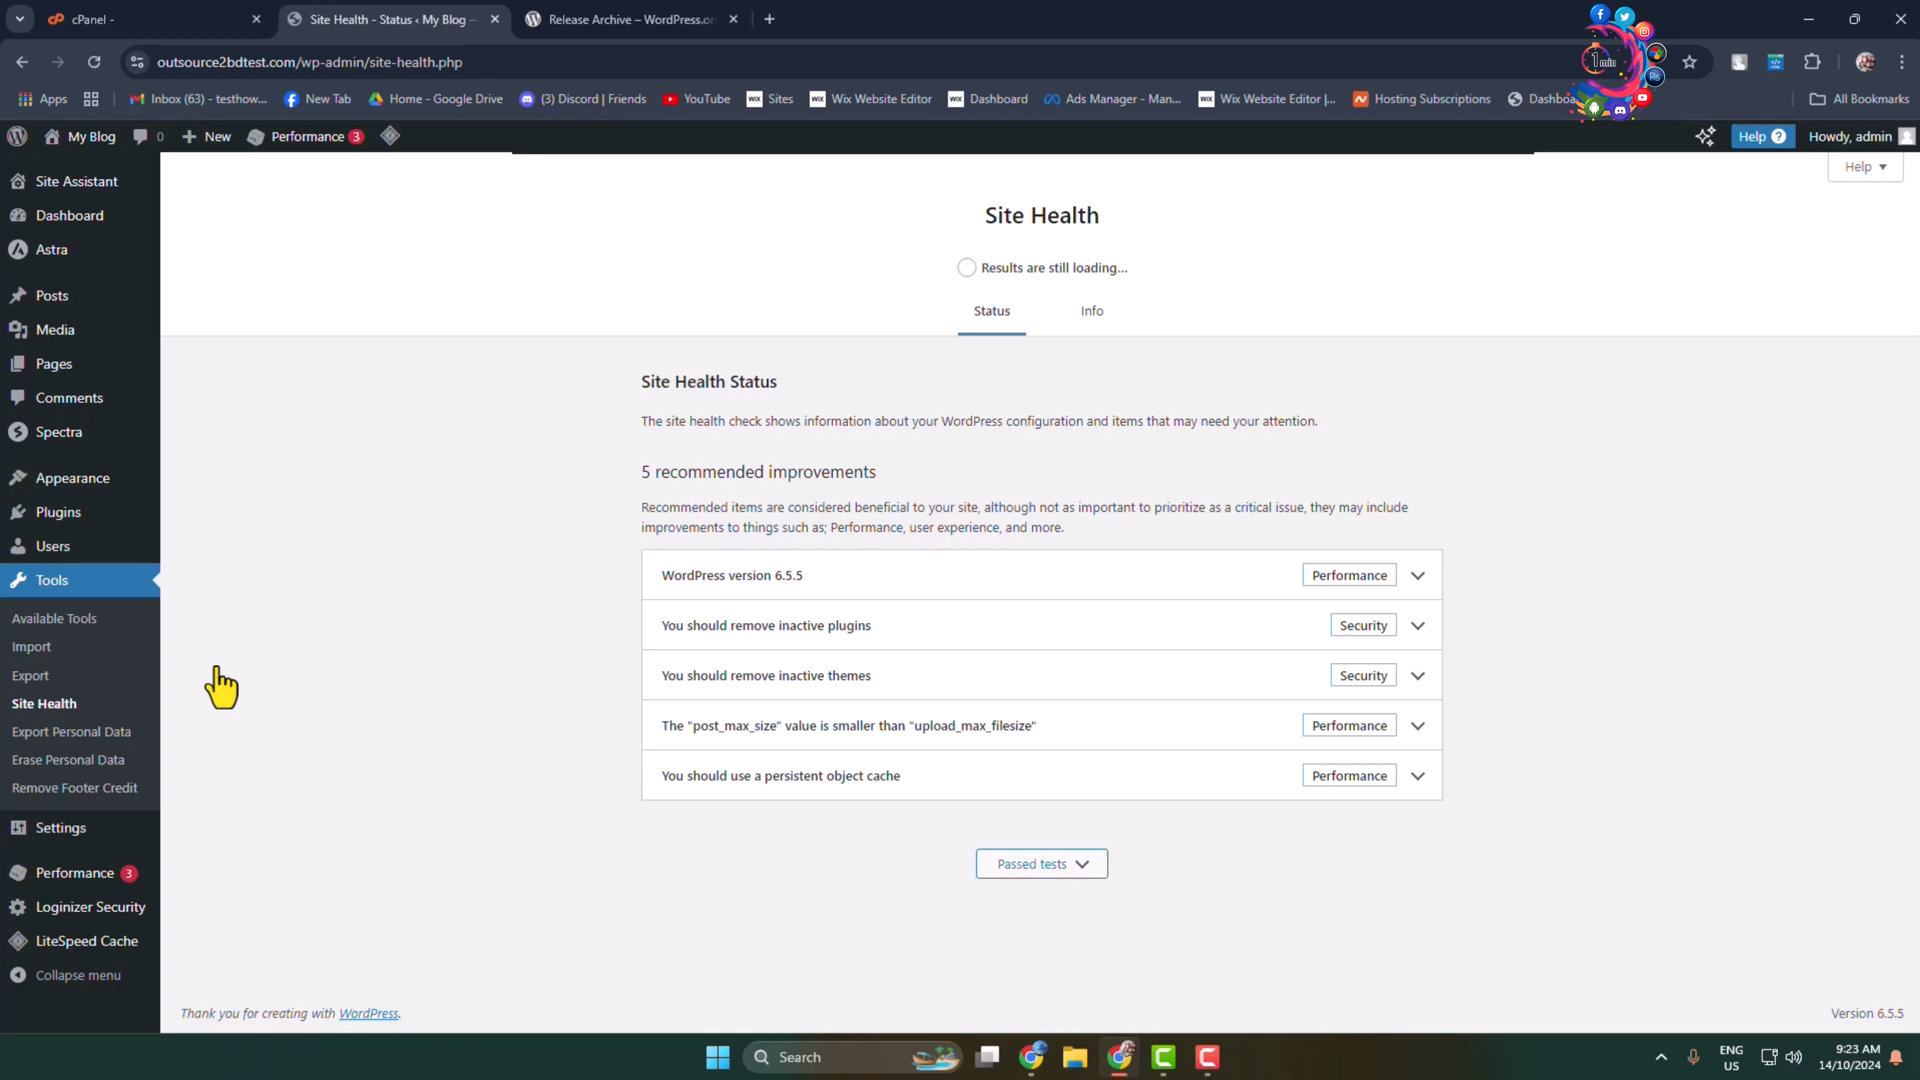 cPanel -
Site Health - Status ‹ My Blog –
Release Archive – WordPress.or
outsource2bdtest.com/wp-admin/site-health.php
1min
Ps
Apps
Inbox (63) - testhow...
New Tab
Home - Google Drive
(3) Discord | Friends
YouTube
WIX Sites
WIX Wix Website Editor
WIX Dashboard
Ads Manager - Man...
WIX Wix Website Editor |...
Hosting Subscriptions
Dashboa
All Bookmarks
My Blog
0
New
Performance 3
Help ?
Howdy, admin
Help
Site Assistant
Dashboard
Astra
Posts
Media
Pages
Comments
Spectra
Appearance
Plugins
Users
Tools
Available Tools
Import
Export
Site Health
Export Personal Data
Erase Personal Data
Remove Footer Credit
Settings
Performance 3
Loginizer Security
LiteSpeed Cache
Collapse menu
Site Health
Results are still loading...
Status
Info
Site Health Status
The site health check shows information about your WordPress configuration and items that may need your attention.
5 recommended improvements
Recommended items are considered beneficial to your site, although not as important to prioritize as a critical issue, they may include
improvements to things such as; Performance, user experience, and more.
WordPress version 6.5.5
Performance
You should remove inactive plugins
Security
You should remove inactive themes
Security
The "post_max_size" value is smaller than "upload_max_filesize"
Performance
You should use a persistent object cache
Performance
Passed tests
Thank you for creating with WordPress.
Version 6.5.5
Search
ENG
US
9:23 AM
14/10/2024